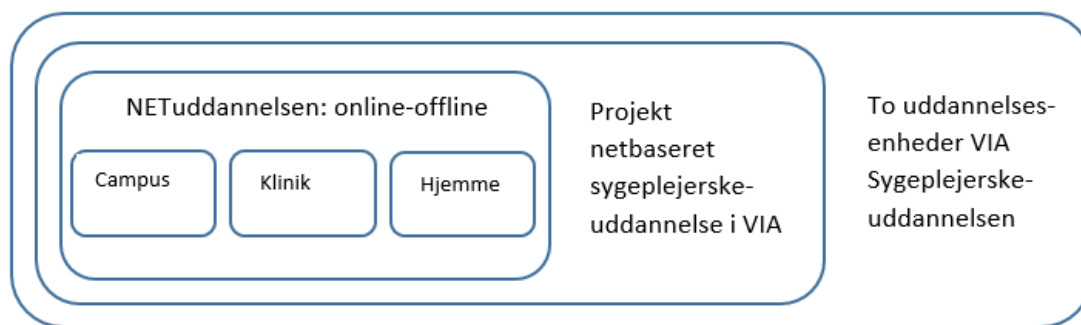 NETuddannelsen: online-offline
Campus
Klinik
Hjemme
Projekt
netbaseret
sygeplejerske-
uddannelse i VIA
To uddannelses-
enheder VIA
Sygeplejerske-
uddannelsen